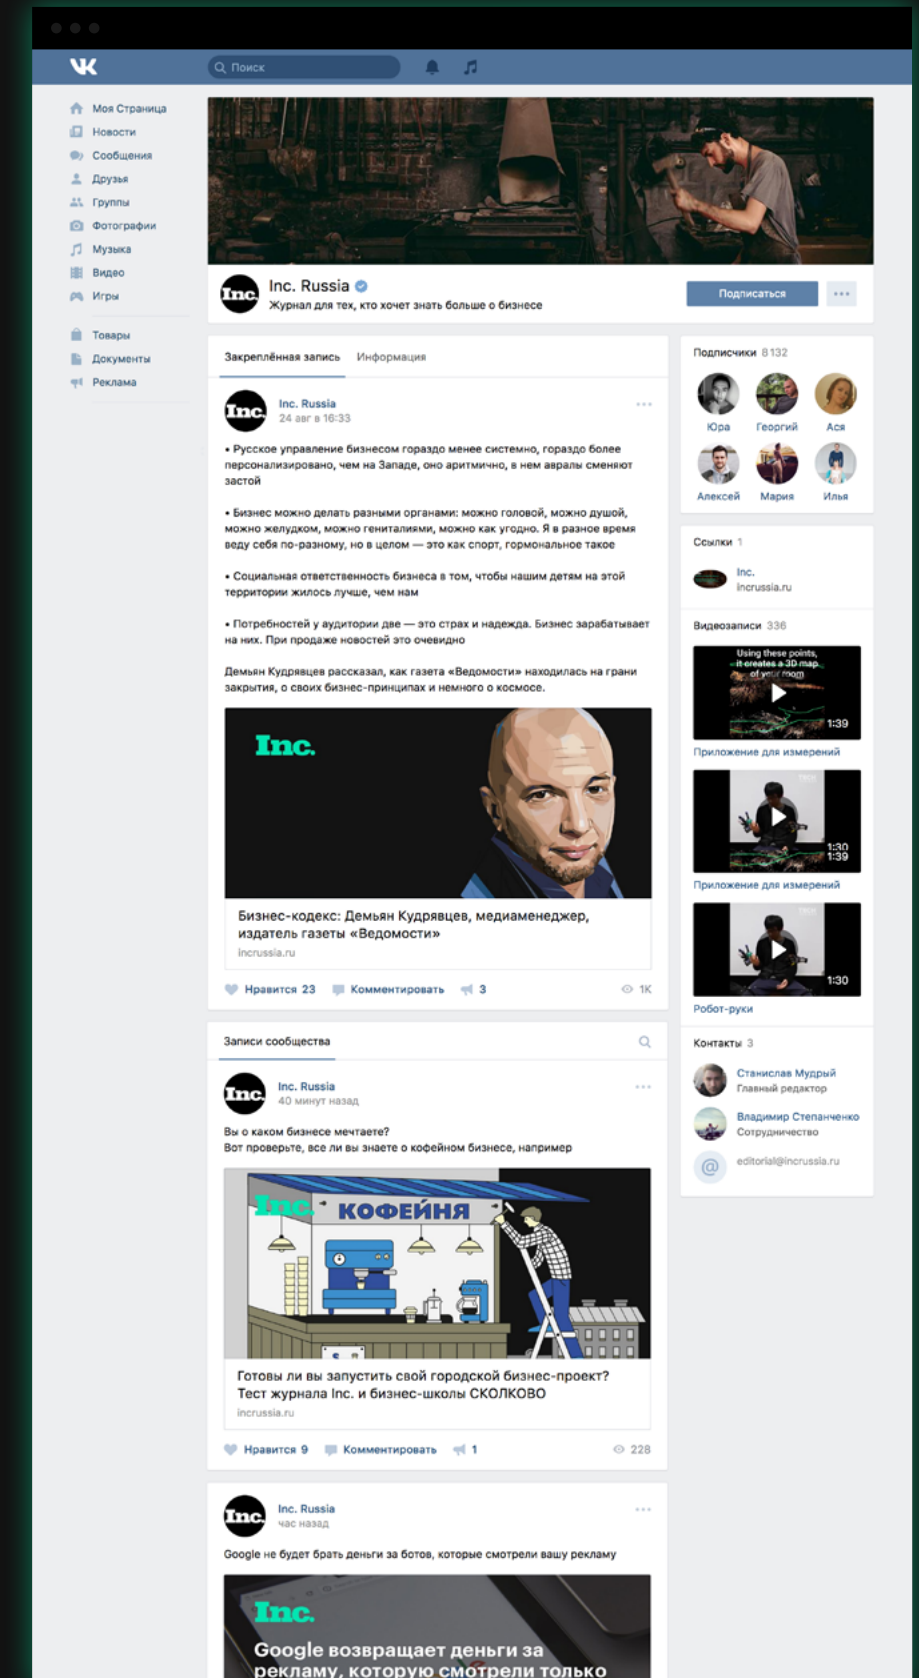 Поиск
Моя Страница
Новости
Сообщения
Друзья
Группы
Фотографии
Музыка
Видео
Игры
Товары
Документы
Реклама
Inc.
Inc. Russia
Журнал для тех, кто хочет знать больше о бизнесе
Подписаться
Закреплённая запись Информация
Inc.
Inc. Russia
24 авг в 16:33
• Русское управление бизнесом гораздо менее системно, гораздо более
персонализировано, чем на Западе, оно аритмично, в нем авралы сменяют
застой
• Бизнес можно делать разными органами: можно головой, можно душой,
можно желудком, можно гениталиями, можно как угодно. Я в разное время
веду себя по-разному, но в целом — это как спорт, гормональное такое
• Социальная ответственность бизнеса в том, чтобы нашим детям на этой
территории жилось лучше, чем нам
• Потребностей у аудитории две — это страх и надежда. Бизнес зарабатывает
на них. При продаже новостей это очевидно
Демьян Кудрявцев рассказал, как газета «Ведомости» находилась на грани
закрытия, о своих бизнес-принципах и немного о космосе.
Inc.
Бизнес-кодекс: Демьян Кудрявцев, медиаменеджер,
издатель газеты «Ведомости»
incrussia.ru
Нравится 23 Комментировать 3 1K
Записи сообщества
Inc.
Inc. Russia
40 минут назад
Вы о каком бизнесе мечтаете?
Вот проверьте, все ли вы знаете о кофейном бизнесе, например
Inc.
КОФЕЙНЯ
Готовы ли вы запустить свой городской бизнес-проект?
Тест журнала Inc. и бизнес-школы СКОЛКОВО
incrussia.ru
Нравится 9 Комментировать 1 228
Inc.
Inc. Russia
час назад
Google не будет брать деньги за ботов, которые смотрели вашу рекламу
Inc.
Google возвращает деньги за
рекламу, которую смотрели только
Подписчики 8 132
Юра Георгий Ася
Алексей Мария Илья
Ссылки 1
Inc.
incrussia.ru
Видеозаписи 336
Using these points,
it creates a 3D map
of your room
1:39
Приложение для измерений
TECH
1:30
1:39
Приложение для измерений
TECH
1:30
Робот-руки
Контакты 3
Станислав Мудрый
Главный редактор
Владимир Степанченко
Сотрудничество
@ editorial@incrussia.ru